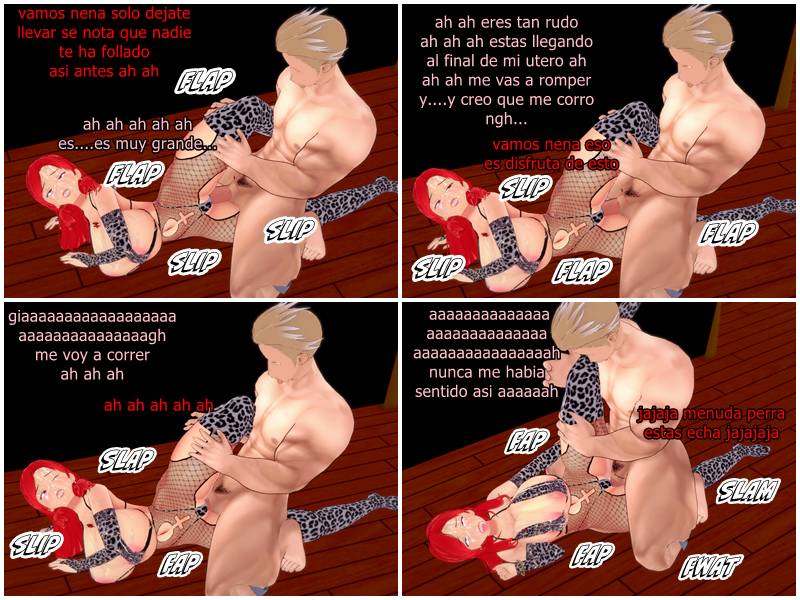 vamos nena solo dejate
llevar se nota que nadie
te ha follado
asi antes ah ah
FLAP
ah ah ah ah ah
es....es muy grande...
FLAP
SLIP
SLIP
ah ah eres tan rudo
ah ah ah estas llegando
al final de mi utero ah
ah ah me vas a romper
y....y creo que me corro
ngh...
vamos nena eso
es disfruta de esto
SLIP
FLAP
SLIP
FLAP
giaaaaaaaaaaaaaaaaaa
aaaaaaaaaaaaaaagh
me voy a correr
ah ah ah
ah ah ah ah ah
SLAP
SLIP
FAP
aaaaaaaaaaaaaa
aaaaaaaaaaaaaa
aaaaaaaaaaaaaaaaah
nunca me habia
sentido asi aaaaaah
jajaja menuda perra
estas echa jajajaja
FAP
SLAM
FAP
FWAT